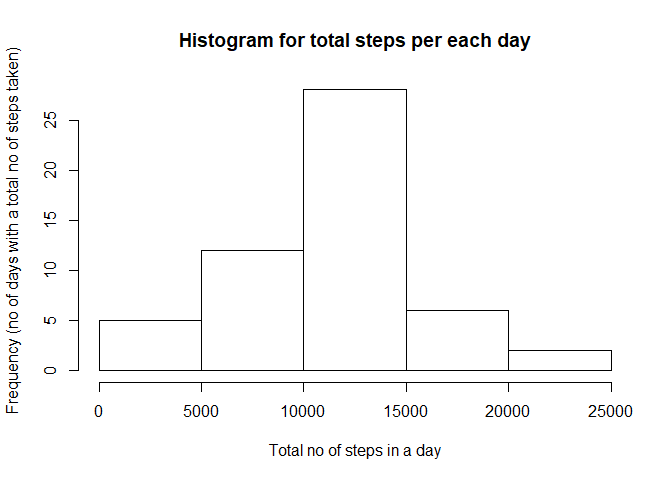 Histogram for total steps per each day
Frequency (no of days with a total no of steps taken)
25
20
15
10
5
0
0 5000 10000 15000 20000 25000
Total no of steps in a day